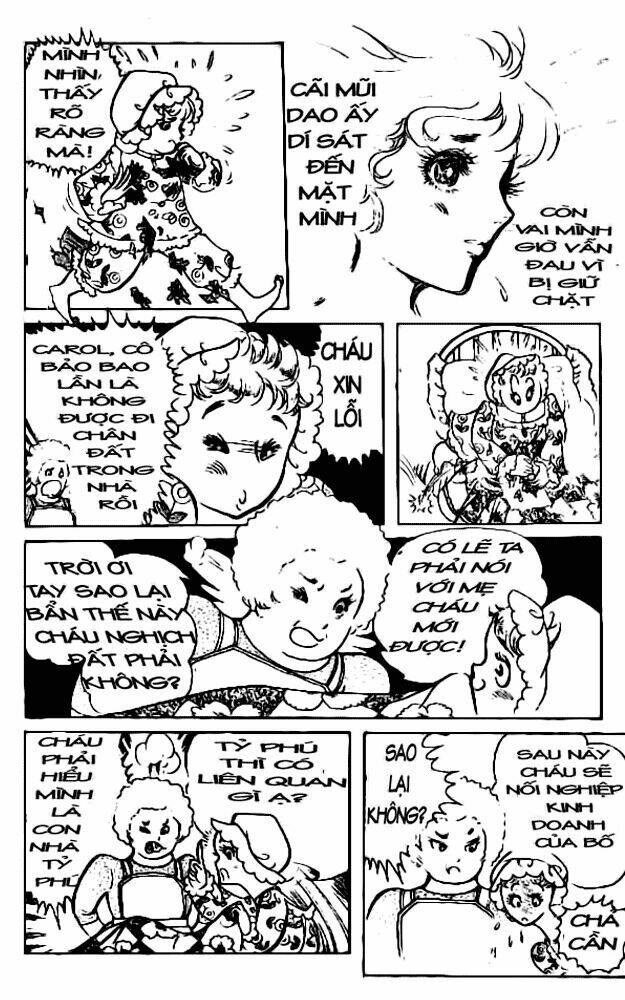 MÌNH
NHÌN
THẤY
RÕ
RÀNG
MÀ!
CÃI MŨI
DAO ẤY
DÍ SÁT
ĐẾN
MẶT
MÌNH
CÒN
VAI MÌNH
GIỜ VẪN
ĐAU VÌ
BỊ GIỮ
CHẶT
CAROL, CÔ
BẢO BAO
LẦN LÀ
KHÔNG
ĐƯỢC ĐI
CHÂN
ĐẤT
TRONG
NHÀ
RỒI
CHÁU
XIN
LỖI
TRỜI ƠI
TAY SAO LẠI
BẨN THẾ NÀY
CHÁU NGHỊCH
ĐẤT PHẢI
KHÔNG?
CÓ LẼ TA
PHẢI NÓI
VỚI MẸ
CHÁU
MỚI
ĐƯỢC!
CHÁU
PHẢI
HIỂU
MÌNH
LÀ
CON
NHÀ
TỶ
PHÚ
TỶ PHÚ
THÌ CÓ
LIÊN QUAN
GÌ Ạ?
SAO
LẠI
KHÔNG?
SAU NÀY
CHÁU SẼ
NỐI NGHIỆP
KINH
DOANH
CỦA BỐ
CHẢ
CẦN